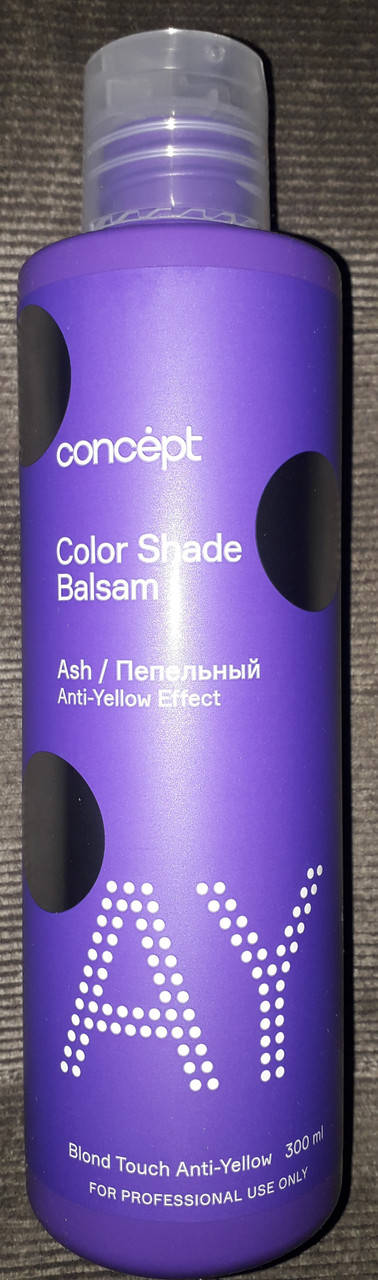 concept
Color Shade
Balsam
Ash / Пепельный
Anti-Yellow Effect
AY
Blond Touch Anti-Yellow 300 ml
FOR PROFESSIONAL USE ONLY